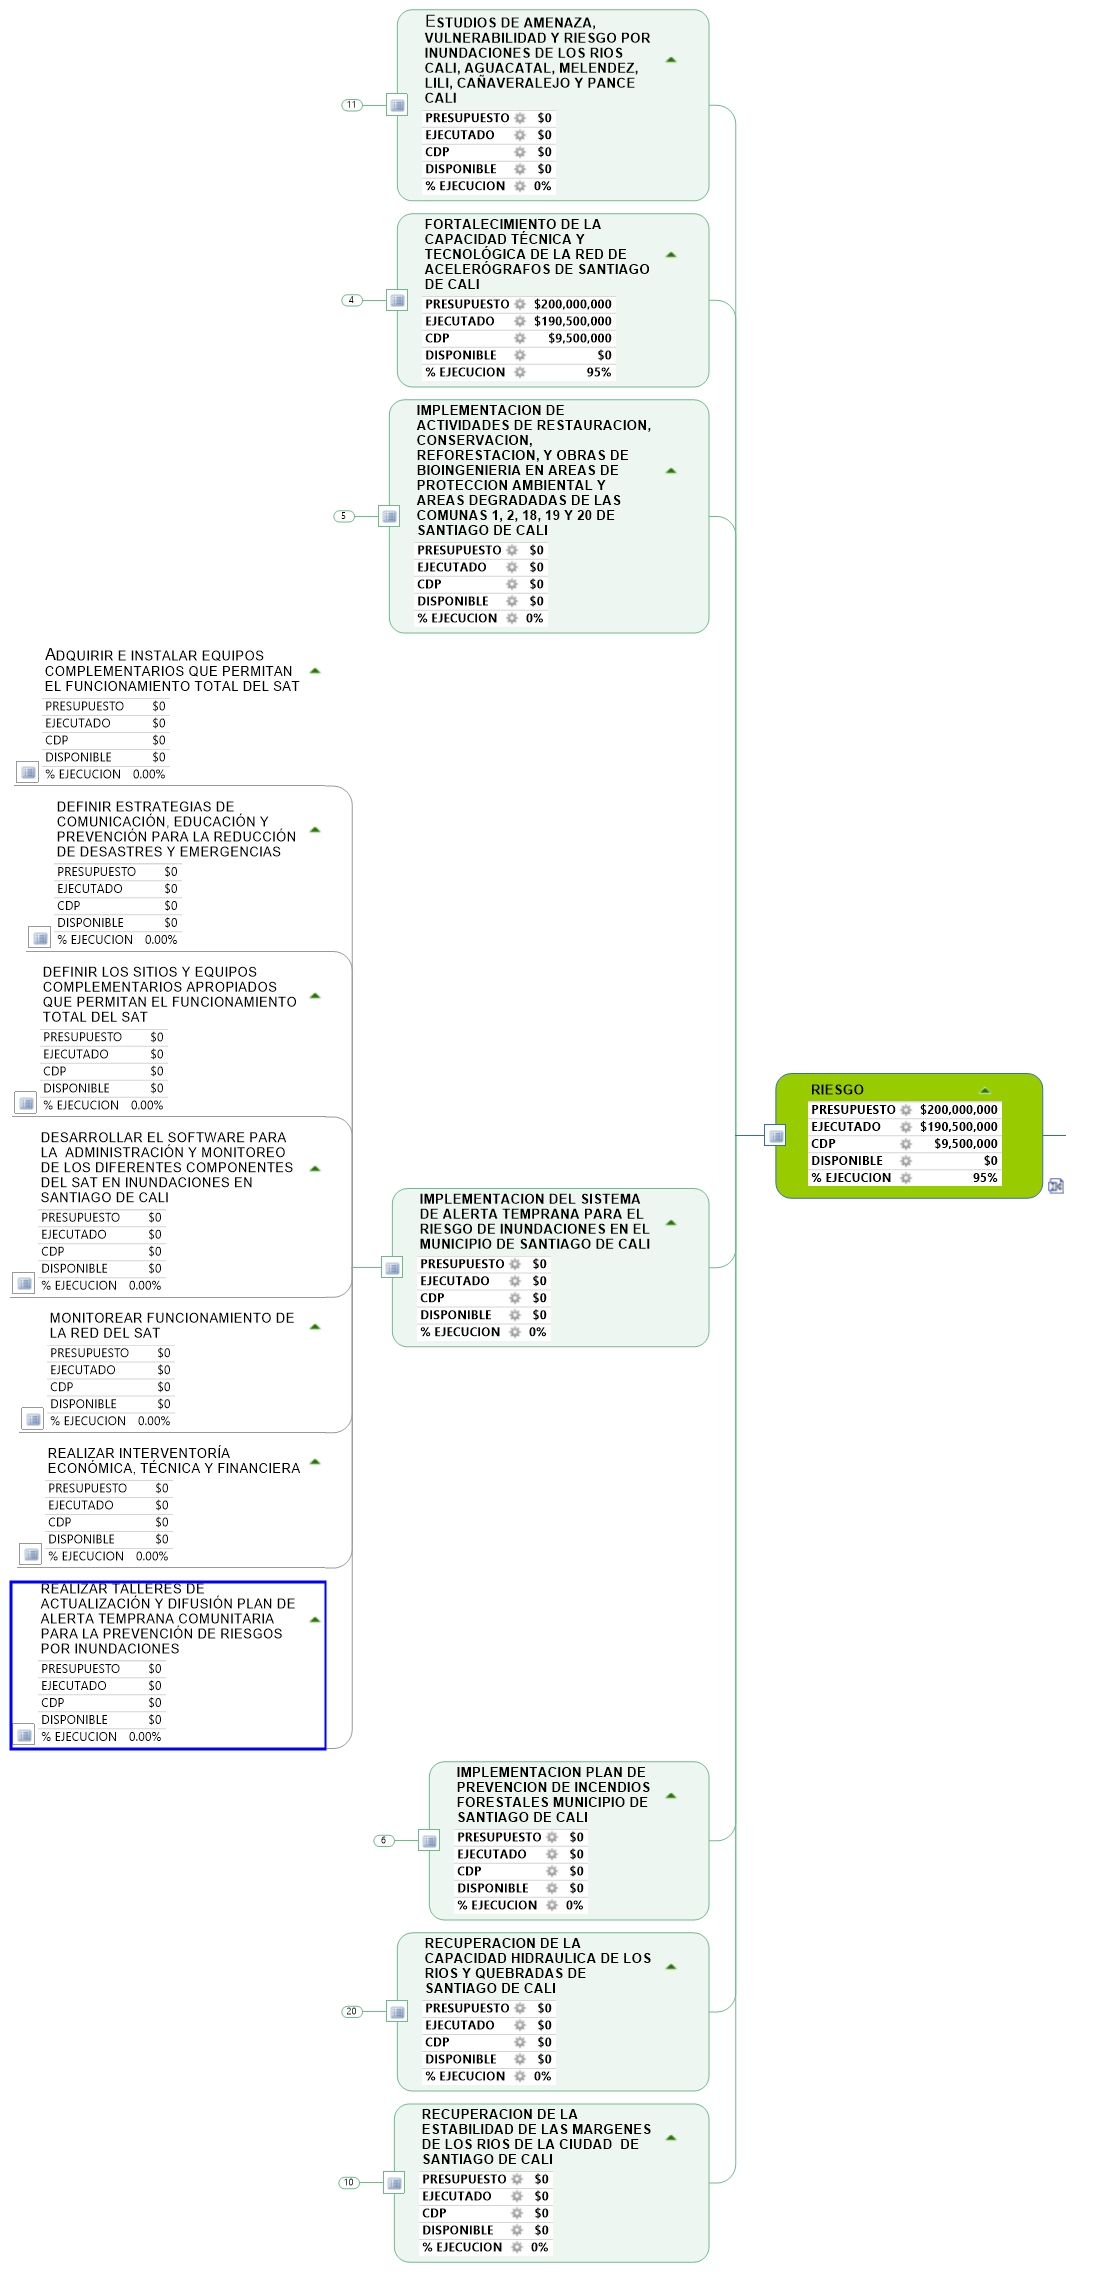 ESTUDIOS DE AMENAZA,
VULNERABILIDAD Y RIESGO POR
INUNDACIONES DE LOS RIOS
CALI, AGUACATAL, MELENDEZ,
LILI, CAÑAVERALEJO Y PANCE
CALI
11
PRESUPUESTO $0
EJECUTADO $0
CDP $0
DISPONIBLE $0
% EJECUCION 0%
FORTALECIMIENTO DE LA
CAPACIDAD TÉCNICA Y
TECNOLÓGICA DE LA RED DE
ACELERÓGRAFOS DE SANTIAGO
DE CALI
4
PRESUPUESTO $200,000,000
EJECUTADO $190,500,000
CDP $9,500,000
DISPONIBLE $0
% EJECUCION 95%
IMPLEMENTACION DE
ACTIVIDADES DE RESTAURACION,
CONSERVACION,
REFORESTACION, Y OBRAS DE
BIOINGENIERIA EN AREAS DE
PROTECCION AMBIENTAL Y
AREAS DEGRADADAS DE LAS
COMUNAS 1, 2, 18, 19 Y 20 DE
SANTIAGO DE CALI
5
PRESUPUESTO $0
EJECUTADO $0
CDP $0
DISPONIBLE $0
% EJECUCION 0%
ADQUIRIR E INSTALAR EQUIPOS
COMPLEMENTARIOS QUE PERMITAN
EL FUNCIONAMIENTO TOTAL DEL SAT
PRESUPUESTO $0
EJECUTADO $0
CDP $0
DISPONIBLE $0
% EJECUCION 0.00%
DEFINIR ESTRATEGIAS DE
COMUNICACIÓN, EDUCACIÓN Y
PREVENCIÓN PARA LA REDUCCIÓN
DE DESASTRES Y EMERGENCIAS
PRESUPUESTO $0
EJECUTADO $0
CDP $0
DISPONIBLE $0
% EJECUCION 0.00%
DEFINIR LOS SITIOS Y EQUIPOS
COMPLEMENTARIOS APROPIADOS
QUE PERMITAN EL FUNCIONAMIENTO
TOTAL DEL SAT
PRESUPUESTO $0
EJECUTADO $0
CDP $0
DISPONIBLE $0
% EJECUCION 0.00%
DESARROLLAR EL SOFTWARE PARA
LA ADMINISTRACIÓN Y MONITOREO
DE LOS DIFERENTES COMPONENTES
DEL SAT EN INUNDACIONES EN
SANTIAGO DE CALI
PRESUPUESTO $0
EJECUTADO $0
CDP $0
DISPONIBLE $0
% EJECUCION 0.00%
MONITOREAR FUNCIONAMIENTO DE
LA RED DEL SAT
PRESUPUESTO $0
EJECUTADO $0
CDP $0
DISPONIBLE $0
% EJECUCION 0.00%
REALIZAR INTERVENTORÍA
ECONÓMICA, TÉCNICA Y FINANCIERA
PRESUPUESTO $0
EJECUTADO $0
CDP $0
DISPONIBLE $0
% EJECUCION 0.00%
REALIZAR TALLERES DE
ACTUALIZACIÓN Y DIFUSIÓN PLAN DE
ALERTA TEMPRANA COMUNITARIA
PARA LA PREVENCIÓN DE RIESGOS
POR INUNDACIONES
PRESUPUESTO $0
EJECUTADO $0
CDP $0
DISPONIBLE $0
% EJECUCION 0.00%
IMPLEMENTACION DEL SISTEMA
DE ALERTA TEMPRANA PARA EL
RIESGO DE INUNDACIONES EN EL
MUNICIPIO DE SANTIAGO DE CALI
PRESUPUESTO $0
EJECUTADO $0
CDP $0
DISPONIBLE $0
% EJECUCION 0%
RIESGO
PRESUPUESTO $200,000,000
EJECUTADO $190,500,000
CDP $9,500,000
DISPONIBLE $0
% EJECUCION 95%
IMPLEMENTACION PLAN DE
PREVENCION DE INCENDIOS
FORESTALES MUNICIPIO DE
SANTIAGO DE CALI
6
PRESUPUESTO $0
EJECUTADO $0
CDP $0
DISPONIBLE $0
% EJECUCION 0%
RECUPERACION DE LA
CAPACIDAD HIDRAULICA DE LOS
RIOS Y QUEBRADAS DE
SANTIAGO DE CALI
20
PRESUPUESTO $0
EJECUTADO $0
CDP $0
DISPONIBLE $0
% EJECUCION 0%
RECUPERACION DE LA
ESTABILIDAD DE LAS MARGENES
DE LOS RIOS DE LA CIUDAD DE
SANTIAGO DE CALI
10
PRESUPUESTO $0
EJECUTADO $0
CDP $0
DISPONIBLE $0
% EJECUCION 0%